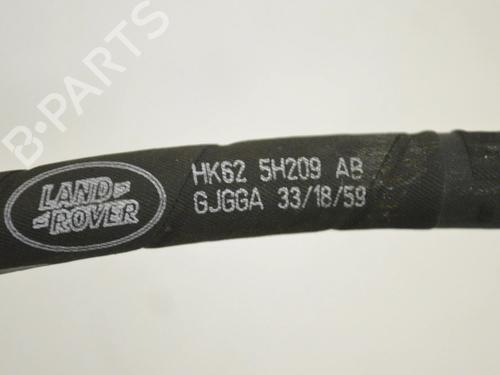 B-PARTS
LAND
ROVER
HK62 5H209 AB
GJGGA 33/18/59